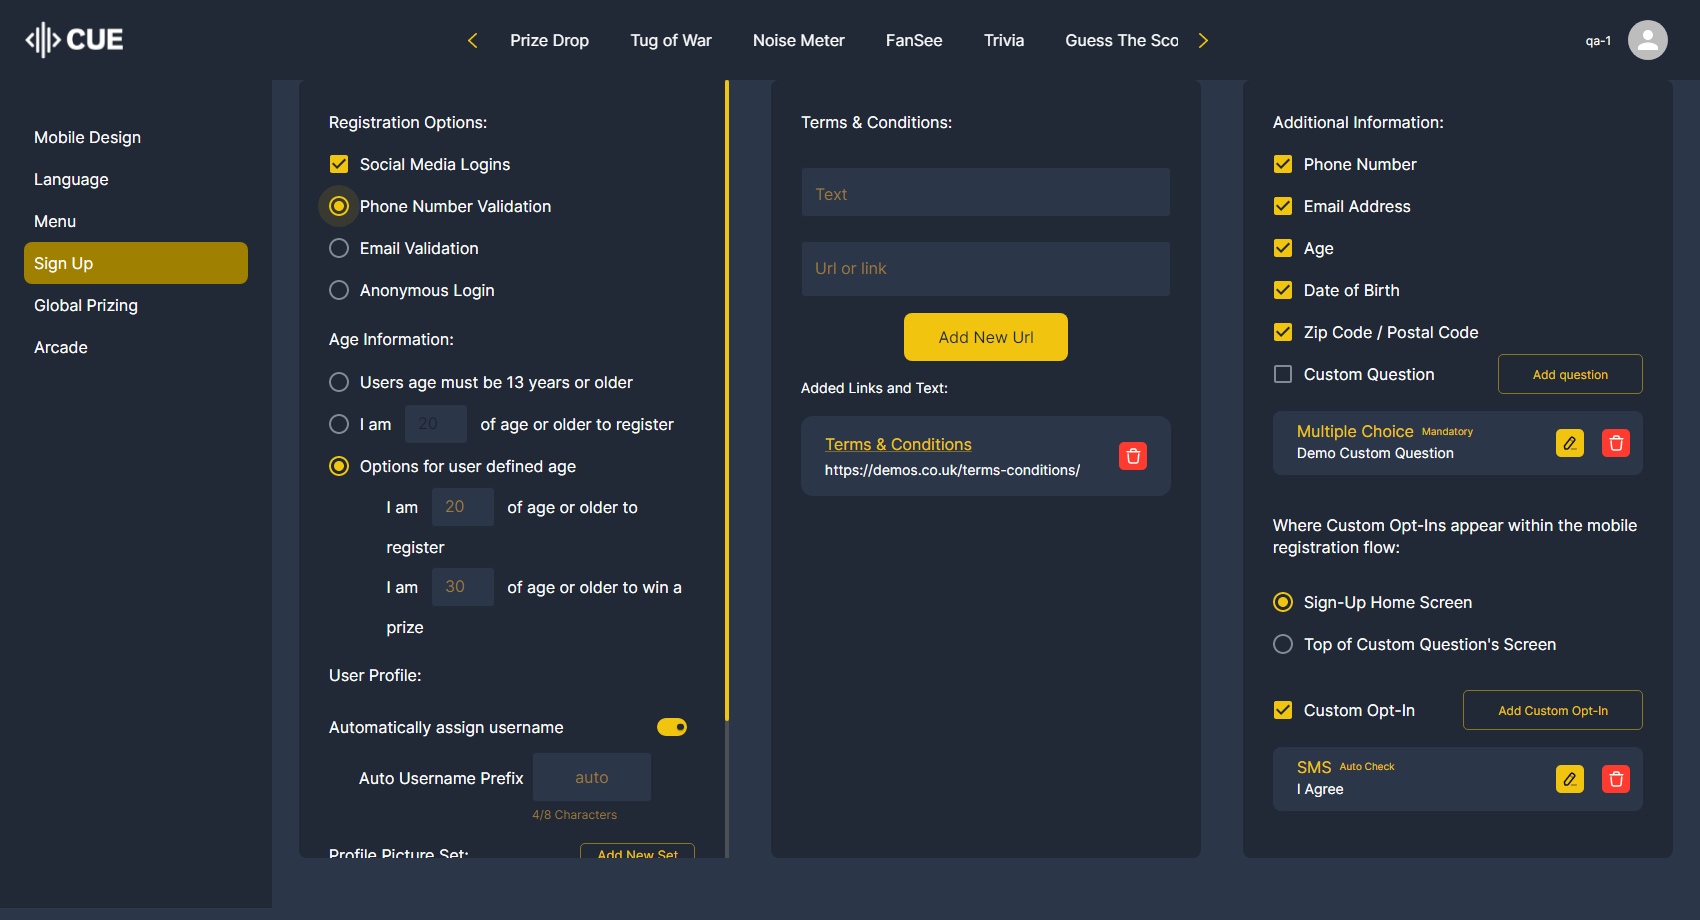 CUE
Prize Drop
Tug of War
Noise Meter
FanSee
Trivia
Guess The Sco
qa-1
Mobile Design
Language
Menu
Sign Up
Global Prizing
Arcade
Registration Options:
Social Media Logins
Phone Number Validation
Email Validation
Anonymous Login
Age Information:
Users age must be 13 years or older
I am 20 of age or older to register
Options for user defined age
I am 20 of age or older to
register
I am 30 of age or older to win a
prize
User Profile:
Automatically assign username
Auto Username Prefix auto
4/8 Characters
Profile Picture Set:
Add New Set
Terms & Conditions:
Text
Url or link
Add New Url
Added Links and Text:
Terms & Conditions
https://demos.co.uk/terms-conditions/
Additional Information:
Phone Number
Email Address
Age
Date of Birth
Zip Code / Postal Code
Custom Question
Add question
Multiple Choice Mandatory
Demo Custom Question
Where Custom Opt-Ins appear within the mobile
registration flow:
Sign-Up Home Screen
Top of Custom Question's Screen
Custom Opt-In
Add Custom Opt-In
SMS Auto Check
I Agree